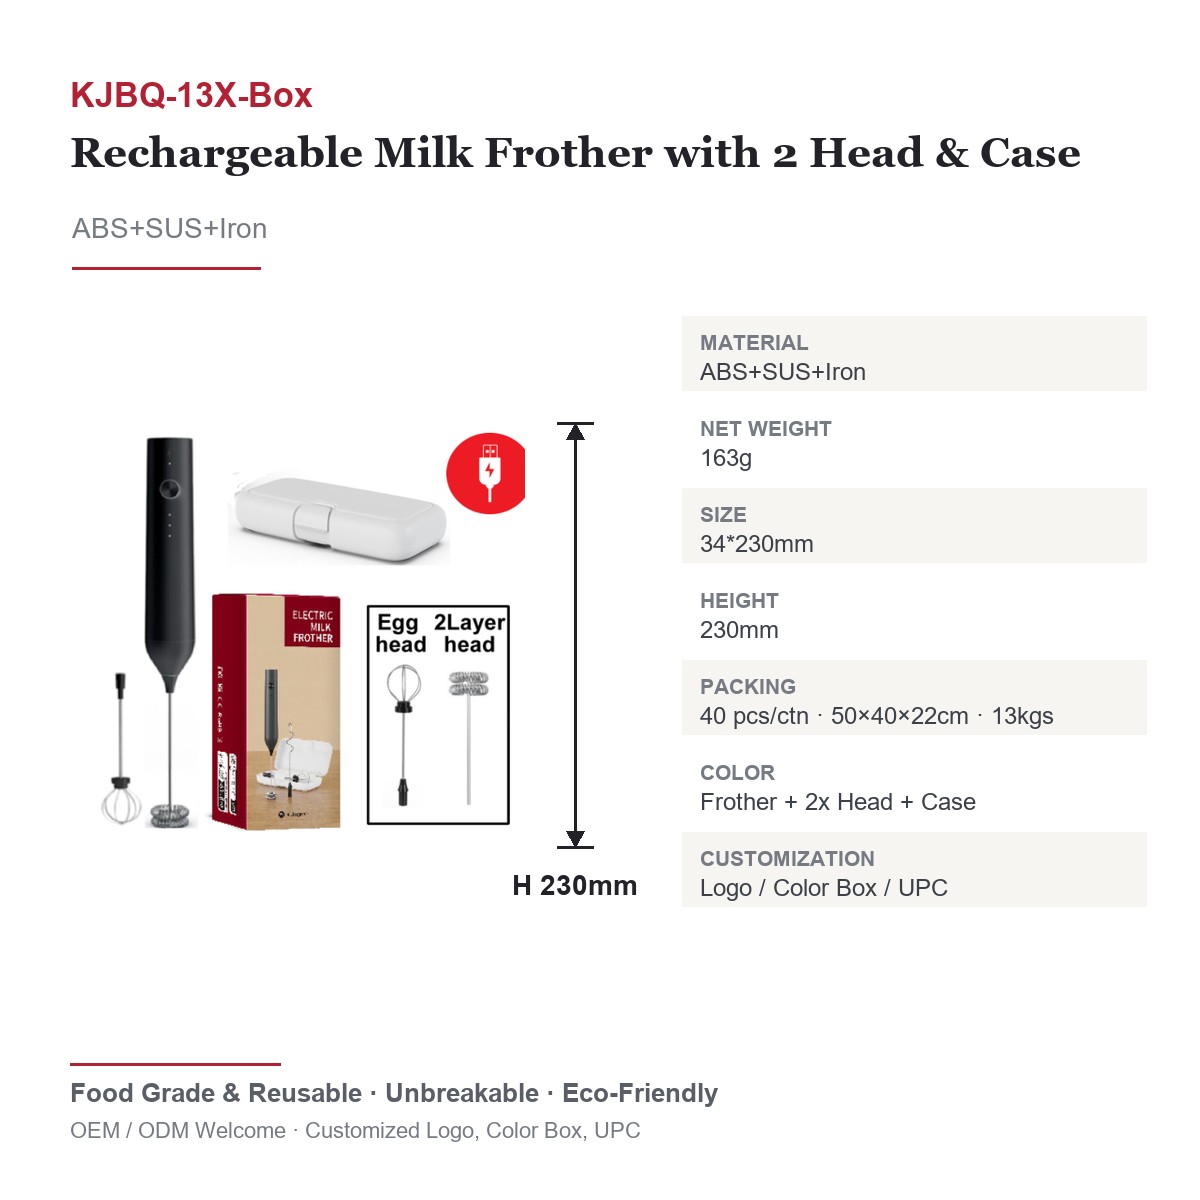 KJBQ-13X-Box
Rechargeable Milk Frother with 2 Head & Case
ABS+SUS+Iron
ELECTRIC
MILK
FROTHER
Egg
head
2Layer
head
H 230mm
MATERIAL
ABS+SUS+Iron
NET WEIGHT
163g
SIZE
34*230mm
HEIGHT
230mm
PACKING
40 pcs/ctn · 50×40×22cm · 13kgs
COLOR
Frother + 2x Head + Case
CUSTOMIZATION
Logo / Color Box / UPC
Food Grade & Reusable · Unbreakable · Eco-Friendly
OEM / ODM Welcome · Customized Logo, Color Box, UPC